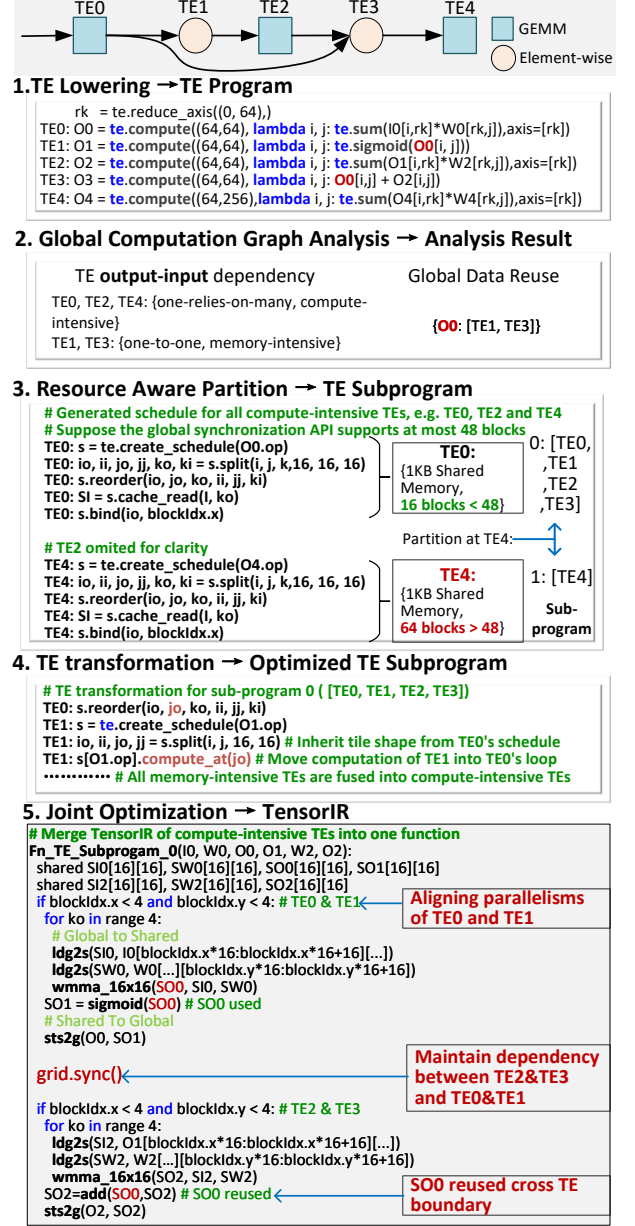 TE0 TE1 TE2 TE3 TE4
GEMM
Element-wise
1.TE Lowering →TE Program
rk = te.reduce_axis((0, 64),)
TE0: O0 = te.compute((64,64), lambda i, j: te.sum(I0[i,rk]*W0[rk,j]),axis=[rk])
TE1: O1 = te.compute((64,64), lambda i, j: te.sigmoid(O0[i, j]))
TE2: O2 = te.compute((64,64), lambda i, j: te.sum(O1[i,rk]*W2[rk,j]),axis=[rk])
TE3: O3 = te.compute((64,64), lambda i, j: O0[i,j] + O2[i,j])
TE4: O4 = te.compute((64,256),lambda i, j: te.sum(O4[i,rk]*W4[rk,j]),axis=[rk])
2. Global Computation Graph Analysis → Analysis Result
TE output-input dependency
TE0, TE2, TE4: {one-relies-on-many, compute-
intensive}
TE1, TE3: {one-to-one, memory-intensive}
Global Data Reuse
{O0: [TE1, TE3]}
3. Resource Aware Partition → TE Subprogram
# Generated schedule for all compute-intensive TEs, e.g. TE0, TE2 and TE4
# Suppose the global synchronization API supports at most 48 blocks
TE0: s = te.create_schedule(O0.op)
TE0: io, ii, jo, jj, ko, ki = s.split(i, j, k,16, 16, 16)
TE0: s.reorder(io, jo, ko, ii, jj, ki)
TE0: SI = s.cache_read(I, ko)
TE0: s.bind(io, blockIdx.x)
TE0:
{1KB Shared
Memory,
16 blocks < 48}
0: [TE0,
,TE1
,TE2
,TE3]
Partition at TE4:
# TE2 omited for clarity
TE4: s = te.create_schedule(O4.op)
TE4: io, ii, jo, jj, ko, ki = s.split(i, j, k,16, 16, 16)
TE4: s.reorder(io, jo, ko, ii, jj, ki)
TE4: SI = s.cache_read(I, ko)
TE4: s.bind(io, blockIdx.x)
TE4:
{1KB Shared
Memory,
64 blocks > 48}
1: [TE4]
Sub-
program
4. TE transformation → Optimized TE Subprogram
# TE transformation for sub-program 0 ( [TE0, TE1, TE2, TE3])
TE0: s.reorder(io, jo, ko, ii, jj, ki)
TE1: s = te.create_schedule(O1.op)
TE1: io, ii, jo, jj = s.split(i, j, 16, 16) # Inherit tile shape from TE0's schedule
TE1: s[O1.op].compute_at(jo) # Move computation of TE1 into TE0's loop
………… # All memory-intensive TEs are fused into compute-intensive TEs
5. Joint Optimization → TensorIR
# Merge TensorIR of compute-intensive TEs into one function
Fn_TE_Subprogam_0(I0, W0, O0, O1, W2, O2):
shared SI0[16][16], SW0[16][16], SO0[16][16], SO1[16][16]
shared SI2[16][16], SW2[16][16], SO2[16][16]
if blockIdx.x < 4 and blockIdx.y < 4: # TE0 & TE1
for ko in range 4:
# Global to Shared
ldg2s(SI0, I0[blockIdx.x*16:blockIdx.x*16+16][...])
ldg2s(SW0, W0[...][blockIdx.y*16:blockIdx.y*16+16])
wmma_16x16(SO0, SI0, SW0)
SO1 = sigmoid(SO0) # SO0 used
# Shared To Global
sts2g(O0, SO1)
Aligning parallelisms
of TE0 and TE1
grid.sync()
Maintain dependency
between TE2&TE3
and TE0&TE1
if blockIdx.x < 4 and blockIdx.y < 4: # TE2 & TE3
for ko in range 4:
ldg2s(SI2, O1[blockIdx.x*16:blockIdx.x*16+16][...])
ldg2s(SW2, W2[...][blockIdx.y*16:blockIdx.y*16+16])
wmma_16x16(SO2, SI2, SW2)
SO2=add(SO0,SO2) # SO0 reused
sts2g(O2, SO2)
SO0 reused cross TE
boundary